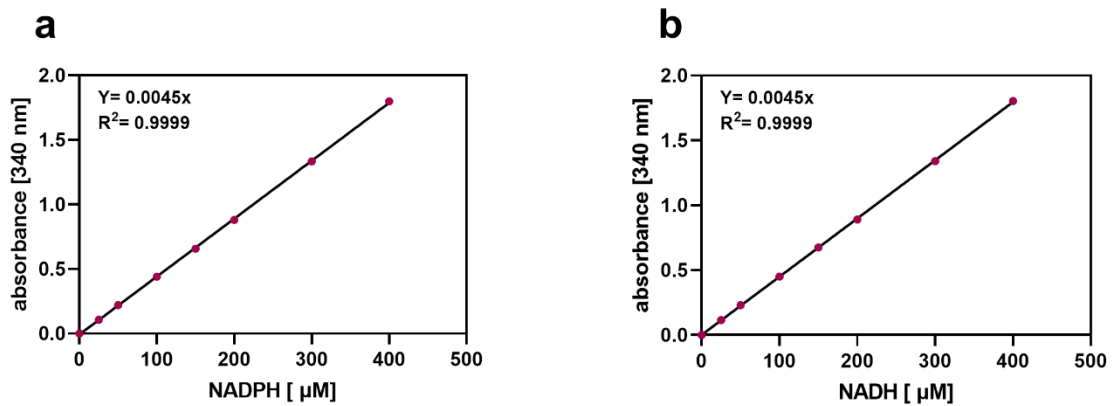 a
Y= 0.0045x
R²= 0.9999
absorbance [340 nm]
2.0
1.5
1.0
0.5
0.0
0 100 200 300 400 500
NADPH [ µM]
b
Y= 0.0045x
R²= 0.9999
absorbance [340 nm]
2.0
1.5
1.0
0.5
0.0
0 100 200 300 400 500
NADH [ µM]